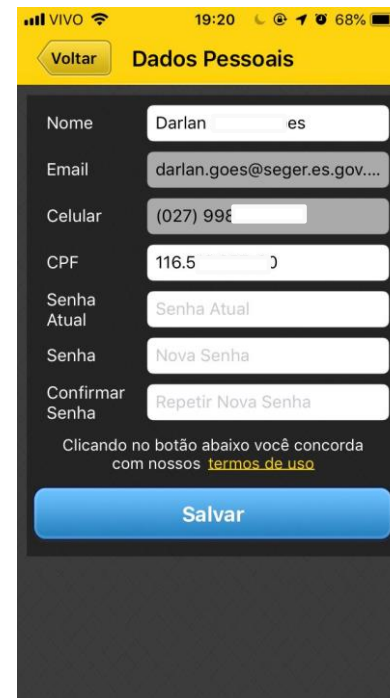 VIVO 19:20 68%
Voltar Dados Pessoais
Nome Darlan es
Email darlan.goes@seger.es.gov....
Celular (027) 998
CPF 116.5 0
Senha
Atual Senha Atual
Senha Nova Senha
Confirmar
Senha Repetir Nova Senha
Clicando no botão abaixo você concorda
com nossos termos de uso
Salvar